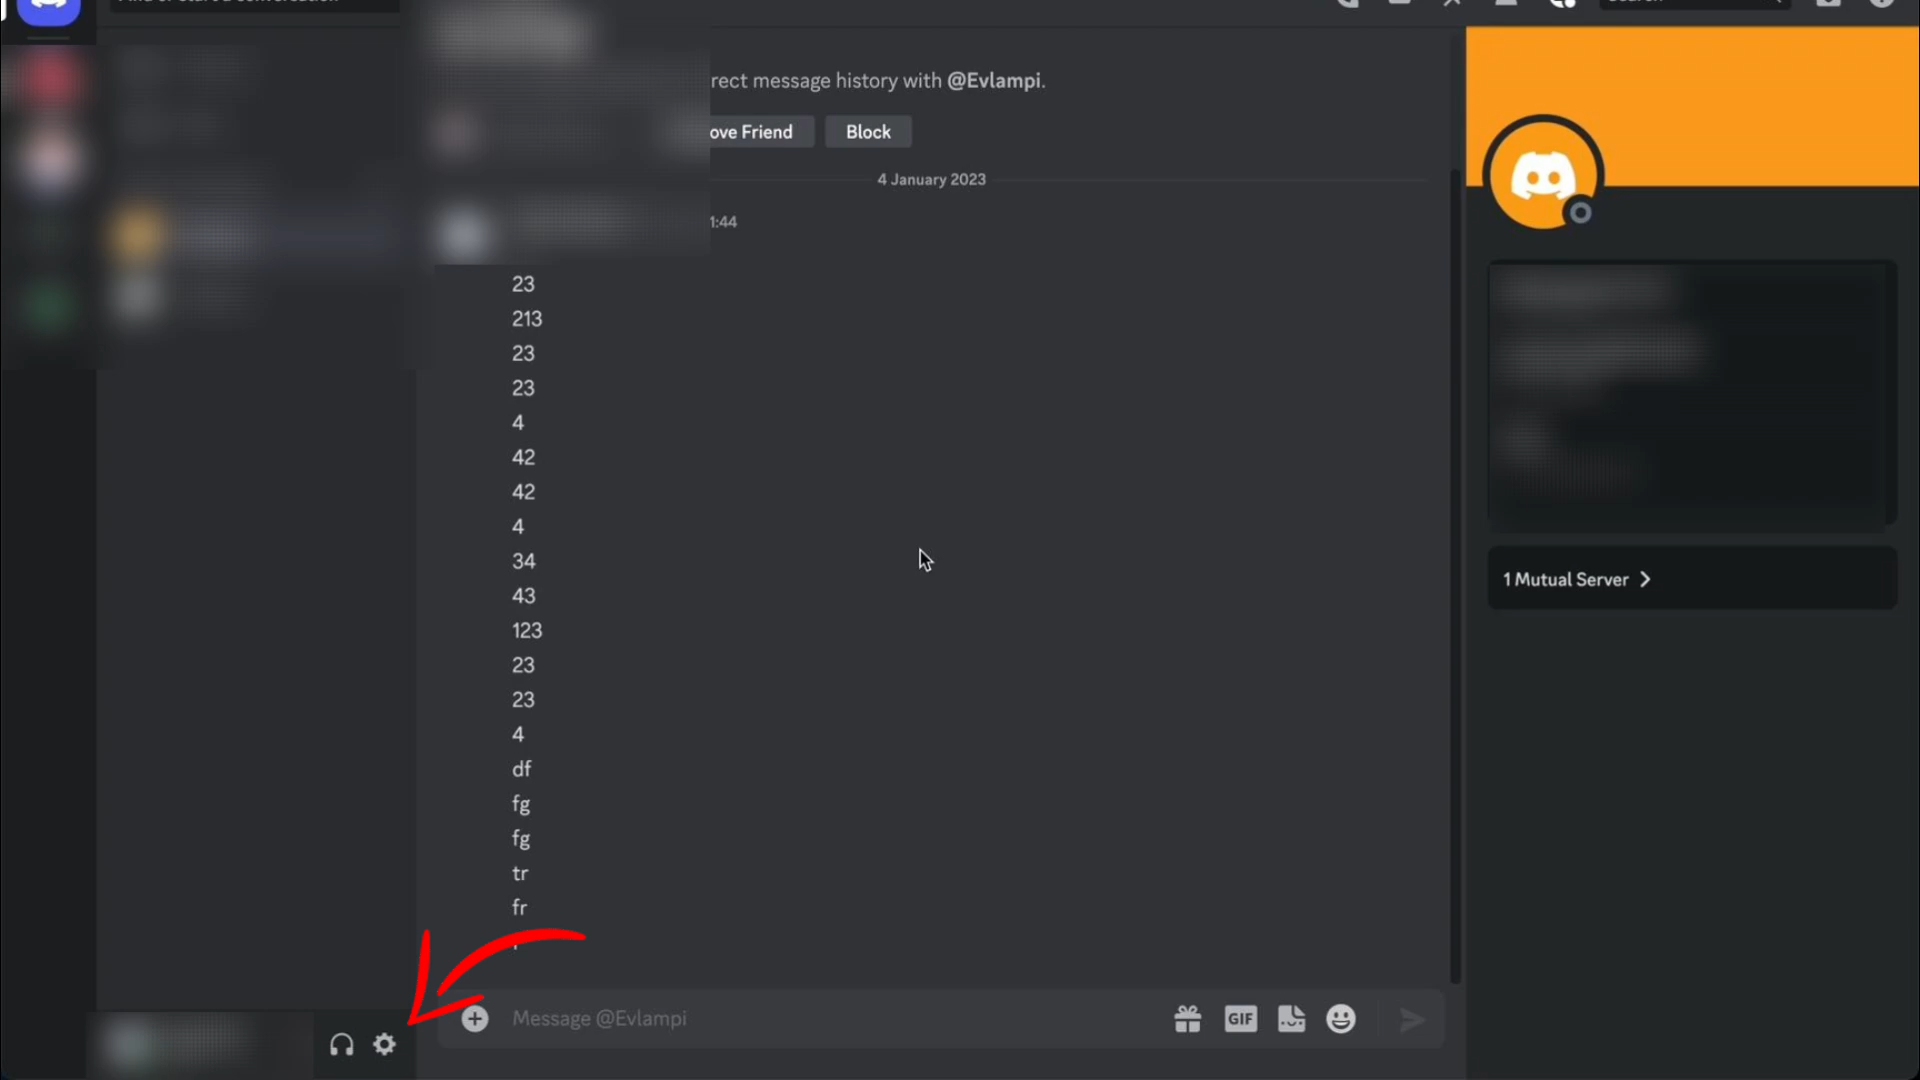 rect message history with @Evlampi.
ove Friend
Block
4 January 2023
1:44
23
213
23
23
4
42
42
4
34
43
123
23
23
4
df
fg
fg
tr
fr
Message @Evlampi
GIF
1 Mutual Server